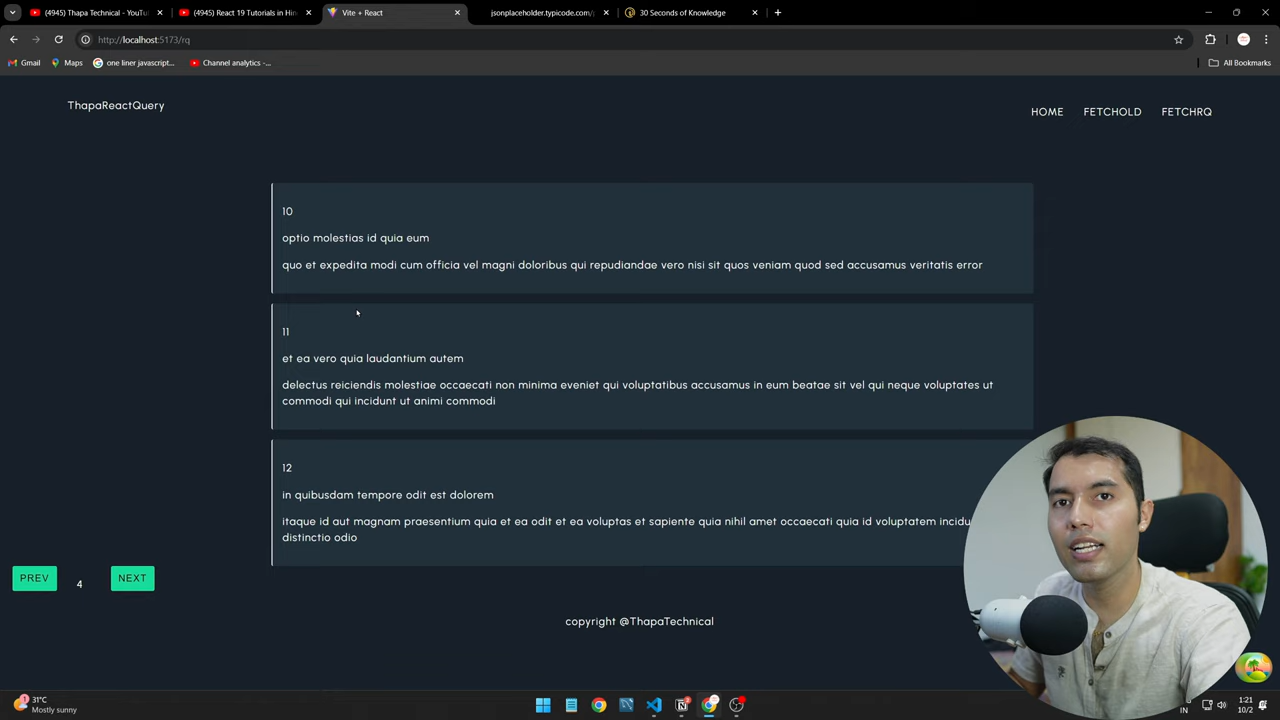 (4945) Thapa Technical - YouTu
(4945) React 19 Tutorials in Hin
Vite + React
jsonplaceholder.typicode.com/p
30 Seconds of Knowledge
http://localhost:5173/rq
Gmail
Maps
one liner javascript...
Channel analytics -...
All Bookmarks
ThapaReactQuery
HOME
FETCHOLD
FETCHRQ
10
optio molestias id quia eum
quo et expedita modi cum officia vel magni doloribus qui repudiandae vero nisi sit quos veniam quod sed accusamus veritatis error
11
et ea vero quia laudantium autem
delectus reiciendis molestiae occaecati non minima eveniet qui voluptatibus accusamus in eum beatae sit vel qui neque voluptates ut
commodi qui incidunt ut animi commodi
12
in quibusdam tempore odit est dolorem
itaque id aut magnam praesentium quia et ea odit et ea voluptas et sapiente quia nihil amet occaecati quia id voluptatem incidu
distinctio odio
PREV
4
NEXT
copyright @ThapaTechnical
31°C
Mostly sunny
IN
1:21
10/2